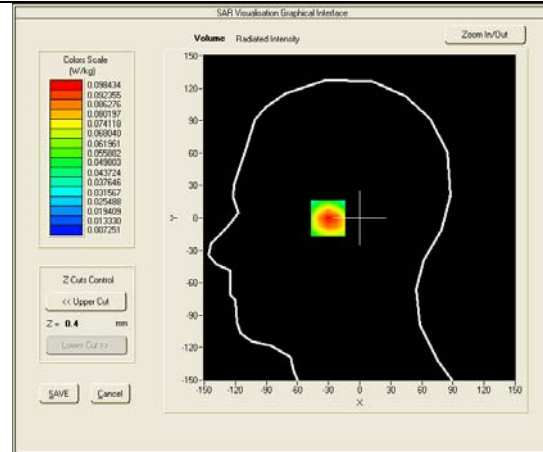 SAR Visualisation Graphical Interface
Volume Radiated Intensity
Zoom In/Out
Colors Scale
(W/kg)
0.098434
0.092355
0.086276
0.080197
0.074118
0.068040
0.061961
0.055882
0.049803
0.043724
0.037646
0.031567
0.025488
0.019409
0.013330
0.007251
Z Cuts Control
<< Upper Cut
Z = 0.4 mm
Lower Cut >>
SAVE Cancel
150
120
90
60
30
0
-30
-60
-90
-120
-150
Y
-150 -120 -90 -60 -30 0 30 60 90 120 150
X